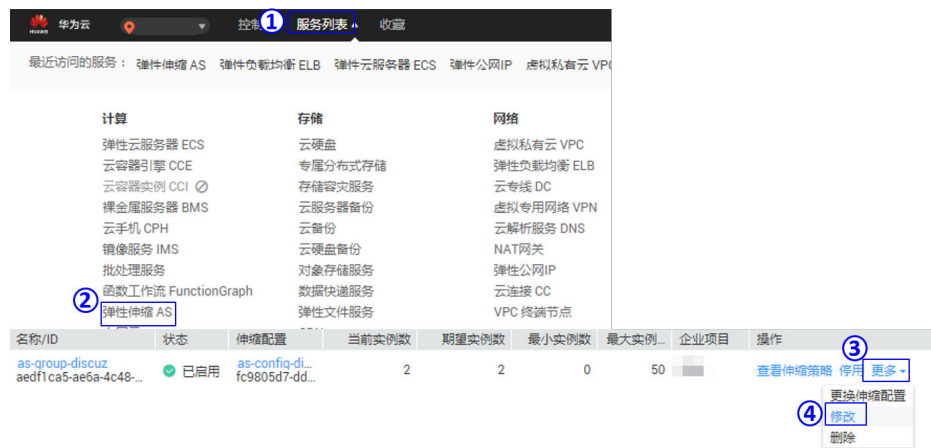 HUAWEI 华为云 控制 ① 服务列表 收藏
最近访问的服务： 弹性伸缩 AS 弹性负载均衡 ELB 弹性云服务器 ECS 弹性公网IP 虚拟私有云 VPC
计算 存储 网络
弹性云服务器 ECS 云硬盘 虚拟私有云 VPC
云容器引擎 CCE 专属分布式存储 弹性负载均衡 ELB
云容器实例 CCI 存储容灾服务 云专线 DC
裸金属服务器 BMS 云服务器备份 虚拟专用网络 VPN
云手机 CPH 云备份 云解析服务 DNS
镜像服务 IMS 云硬盘备份 NAT网关
批处理服务 对象存储服务 弹性公网IP
函数工作流 FunctionGraph 数据快递服务 云连接 CC
② 弹性伸缩 AS 弹性文件服务 VPC 终端节点
名称/ID 状态 伸缩配置 当前实例数 期望实例数 最小实例数 最大实例... 企业项目 操作
③
as-group-discuz 已启用 as-config-di... 2 2 0 50 查看伸缩策略 停用 更多
aedf1ca5-ae6a-4c48-... fc9805d7-dd...
更换伸缩配置
④ 修改
删除